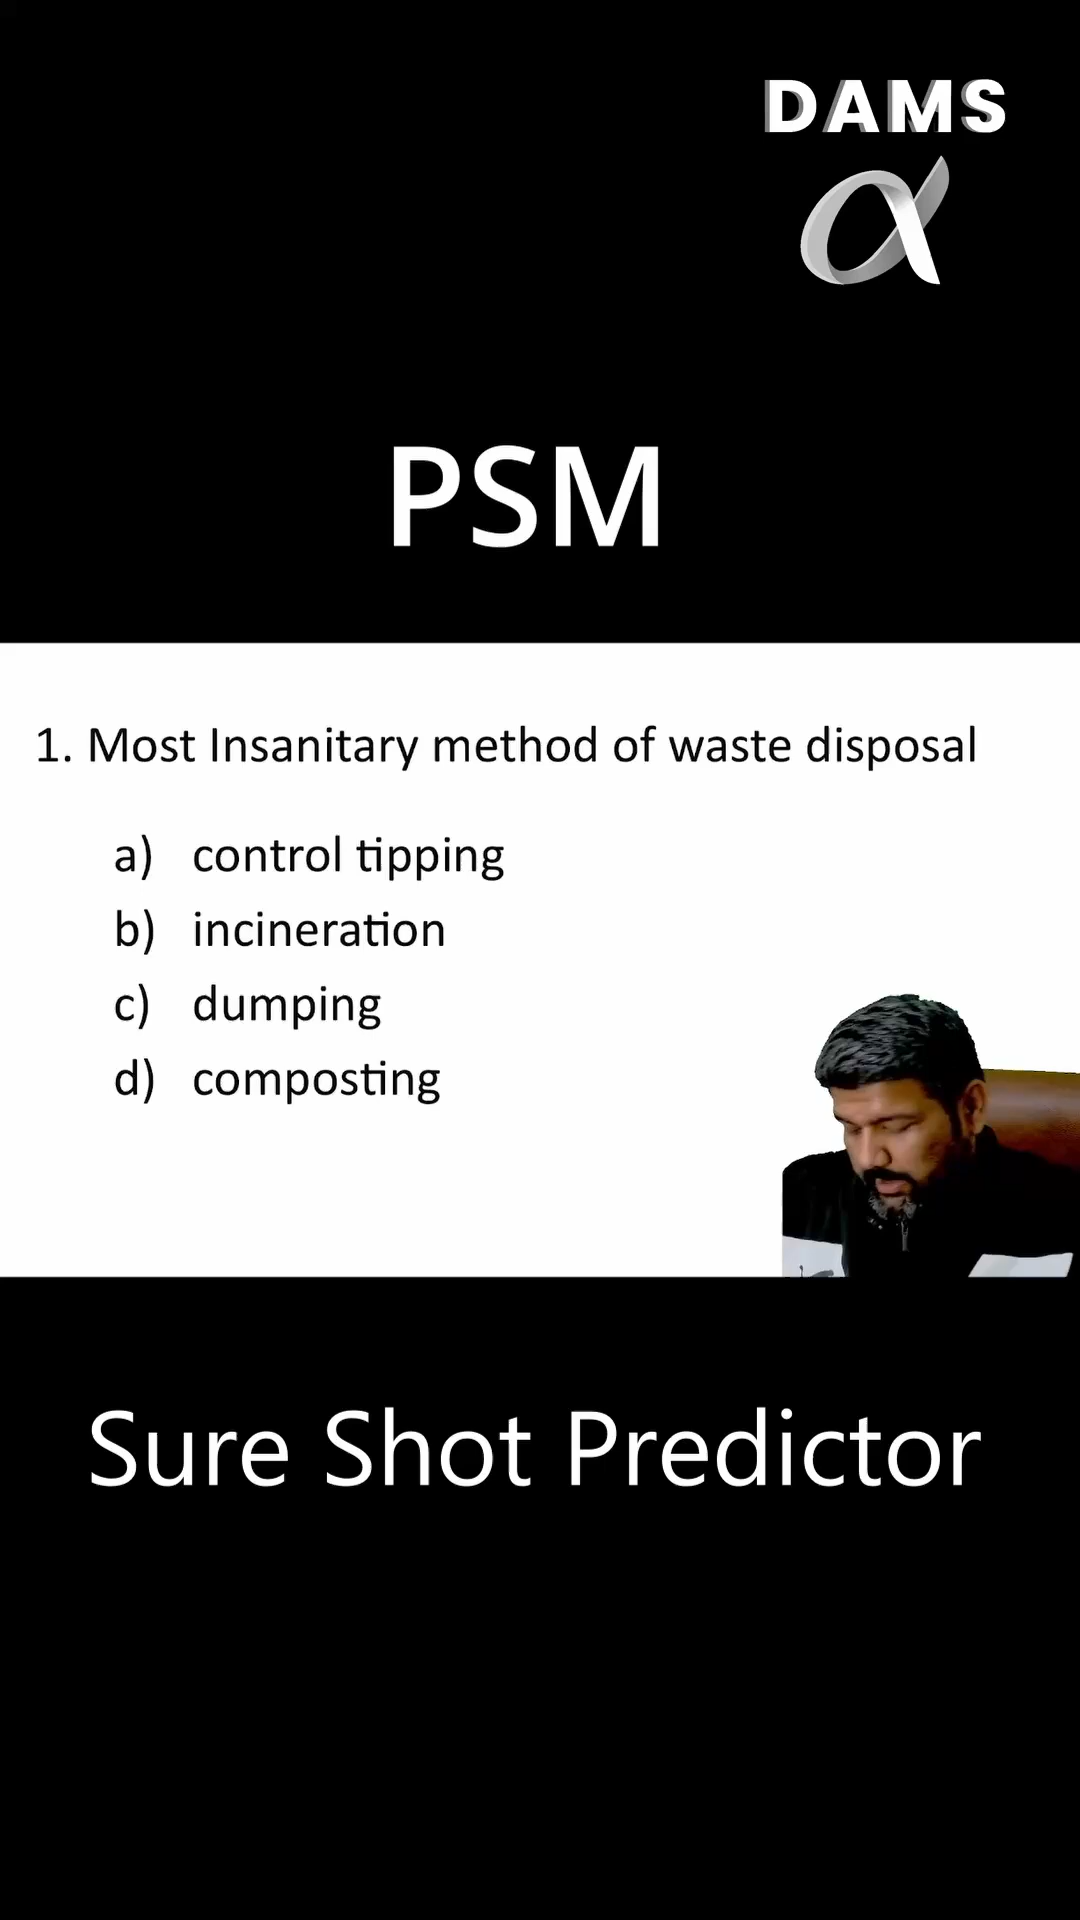 DAMS
α
PSM
1. Most Insanitary method of waste disposal
a) control tipping
b) incineration
c) dumping
d) composting
Sure Shot Predictor